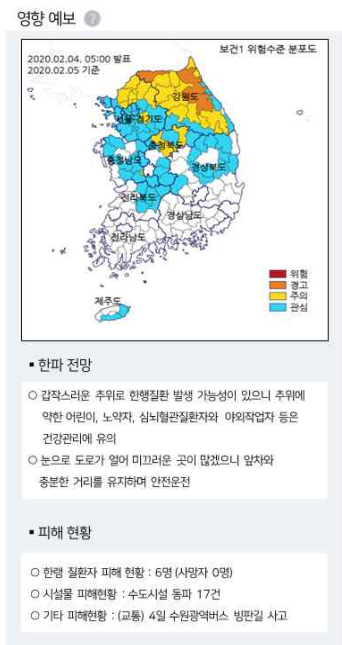 영향 예보 ?
보건1 위험수준 분포도
2020.02.04. 05:00 발표
2020.02.05 기준
강원도
서울·경기도
충청북도
충청남도
경상북도
전라북도
경상남도
전라남도
제주도
위험
경고
주의
관심
▪ 한파 전망
○ 갑작스러운 추위로 한랭질환 발생 가능성이 있으니 추위에
약한 어린이, 노약자, 심뇌혈관질환자와 야외작업자 등은
건강관리에 유의
○ 눈으로 도로가 얼어 미끄러운 곳이 많겠으니 앞차와
충분한 거리를 유지하며 안전운전
▪ 피해 현황
○ 한랭 질환자 피해 현황 : 6명 (사망자 0명)
○ 시설물 피해현황 : 수도시설 동파 17건
○ 기타 피해현황 : (교통) 4일 수원광역버스 빙판길 사고